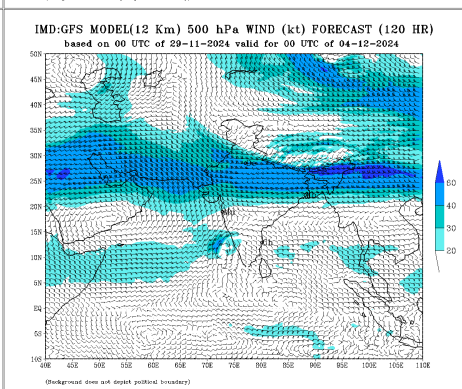 IMD:GFS MODEL(12 Km) 500 hPa WIND (kt) FORECAST (120 HR)
based on 00 UTC of 29-11-2024 valid for 00 UTC of 04-12-2024
50N
45N
40N
35N
30N
25N
20N
15N
10N
5N
EQ
5S
10S
40E 45E 50E 55E 60E 65E 70E 75E 80E 85E 90E 95E 100E 105E 110E
60
40
30
20
(Background does not depict political boundary)